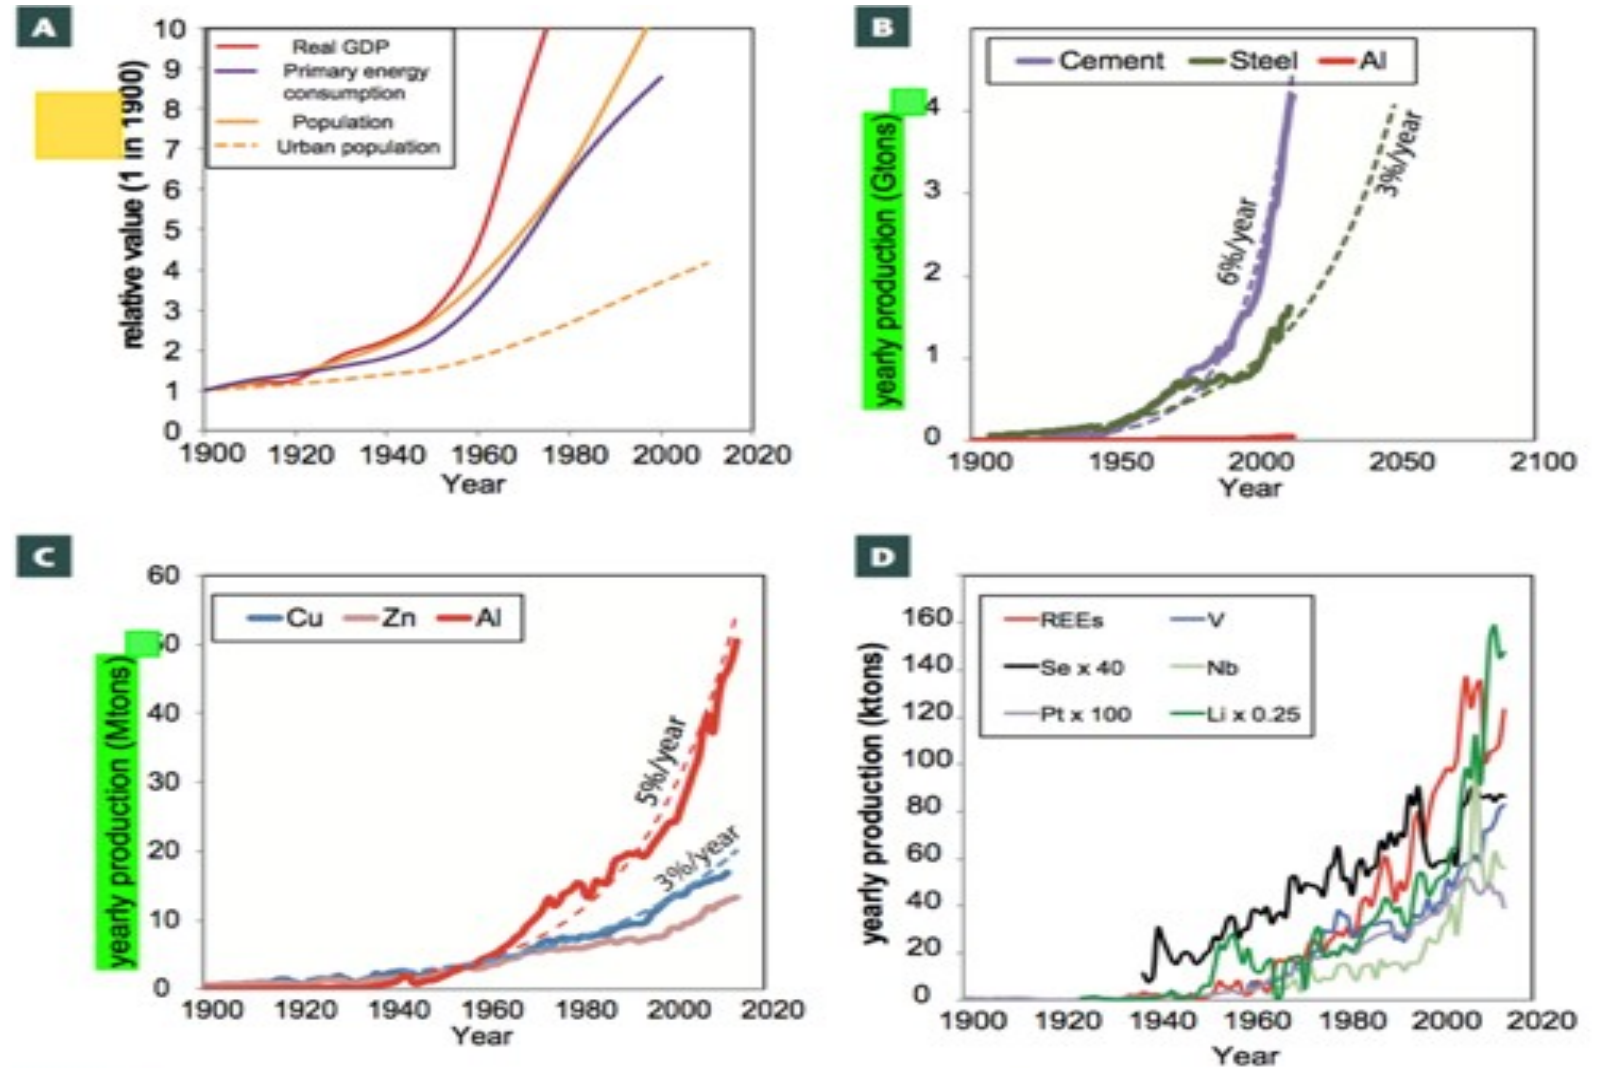 A
relative value (1 in 1900)
10
9
8
7
6
5
4
3
2
1
0
Real GDP
Primary energy
consumption
Population
Urban population
1900 1920 1940 1960 1980 2000 2020
Year
B
yearly production (Gtons)
4
3
2
1
0
Cement Steel Al
6%/year
3%/year
1900 1950 2000 2050 2100
Year
C
yearly production (Mtons)
60
50
40
30
20
10
0
Cu Zn Al
5%/year
3%/year
1900 1920 1940 1960 1980 2000 2020
Year
D
yearly production (ktons)
160
140
120
100
80
60
40
20
0
REEs V
Se x 40 Nb
Pt x 100 Li x 0.25
1900 1920 1940 1960 1980 2000 2020
Year